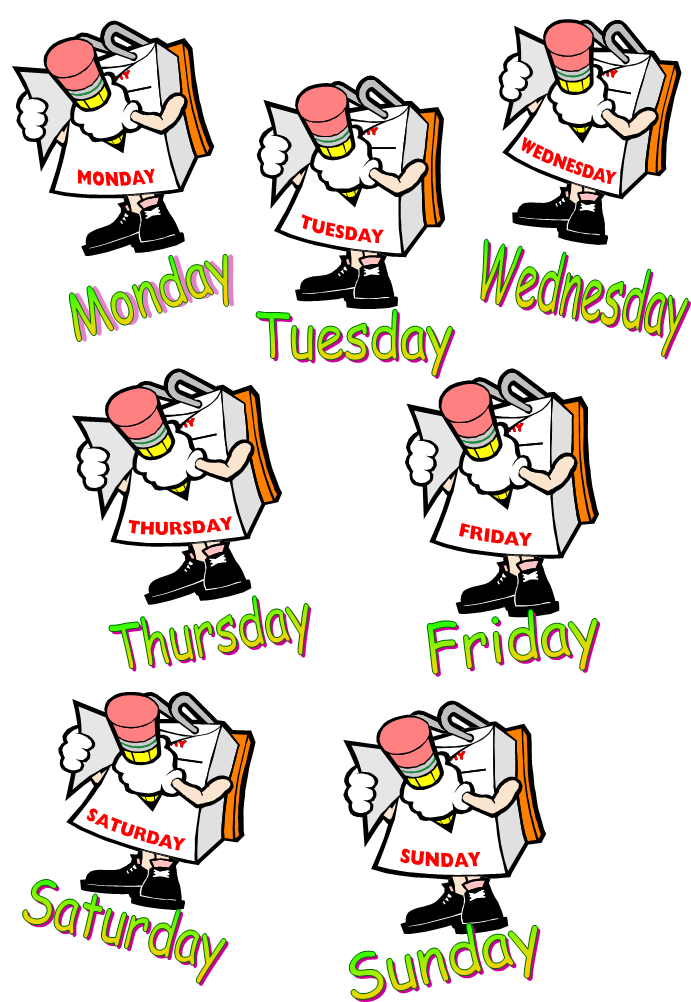 MONDAY
Monday
TUESDAY
Tuesday
WEDNESDAY
Wednesday
THURSDAY
Thursday
FRIDAY
Friday
SATURDAY
Saturday
SUNDAY
Sunday